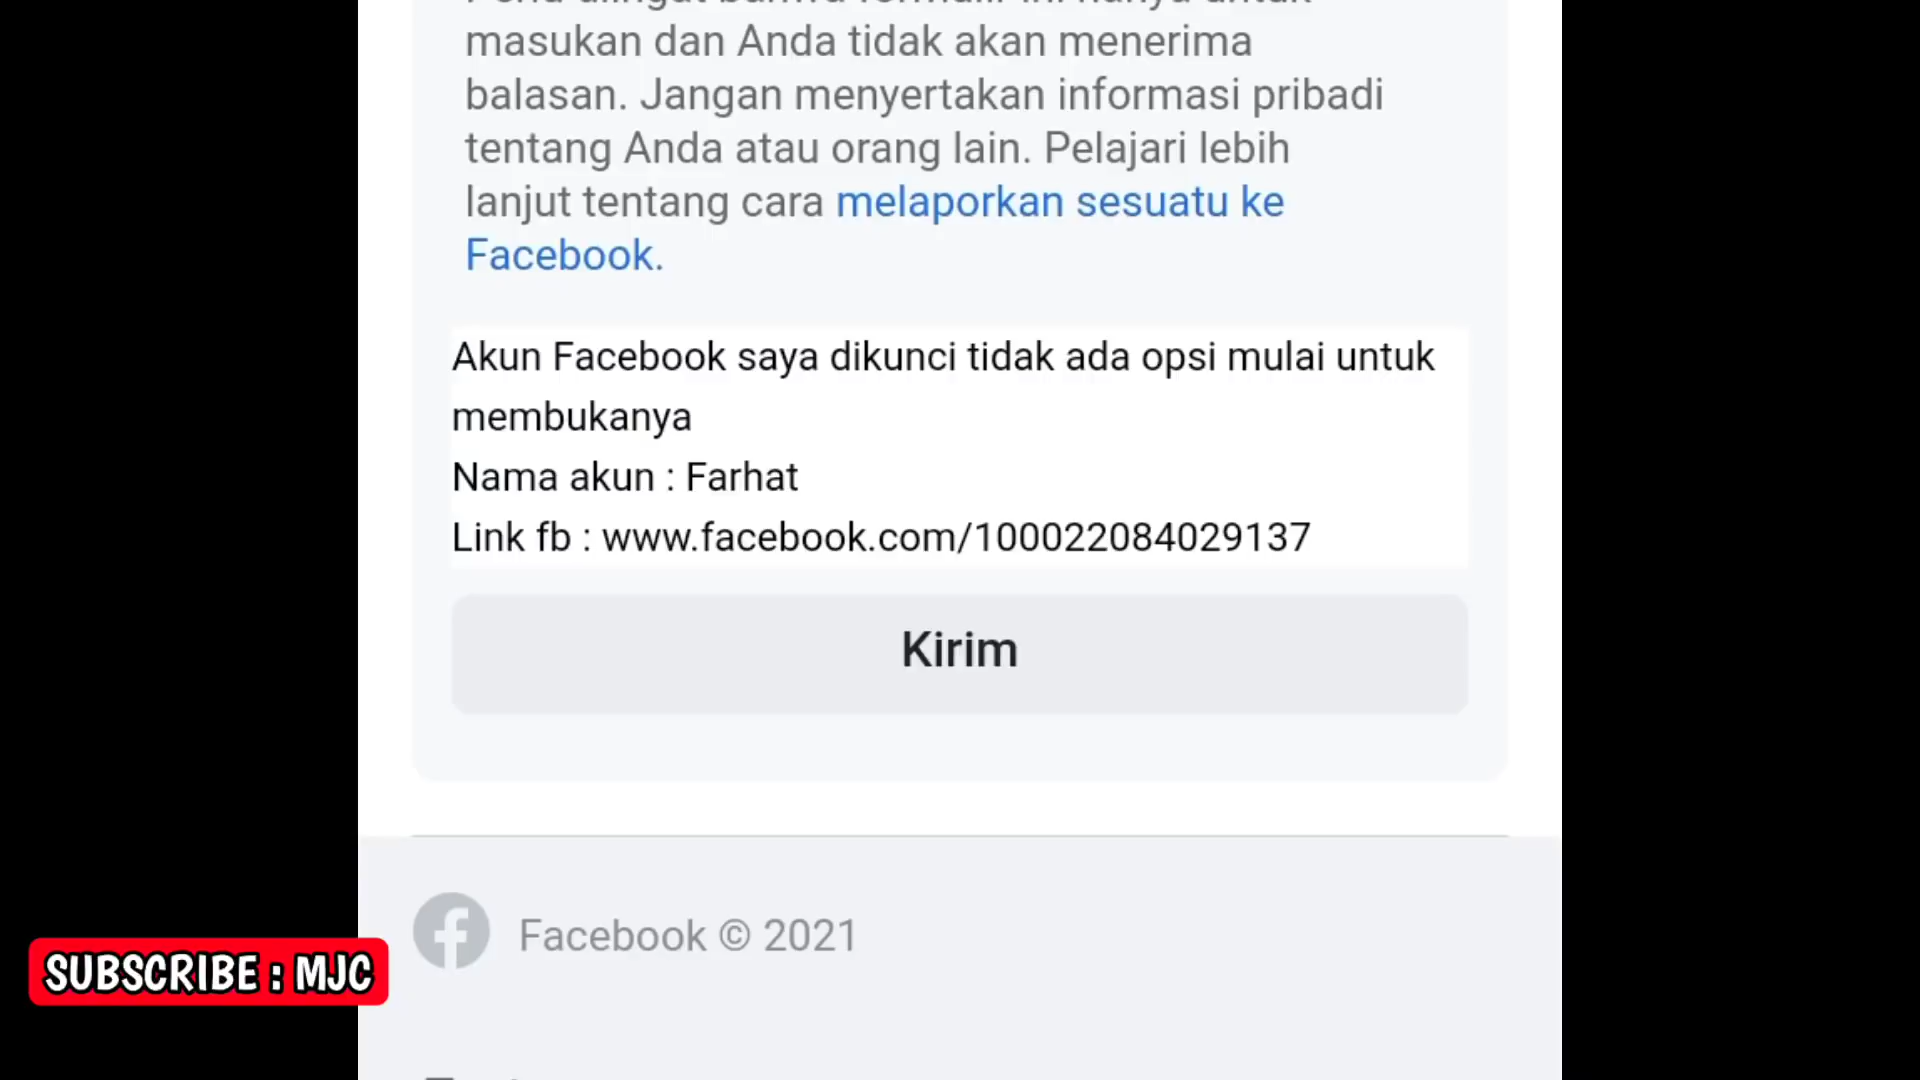 masukan dan Anda tidak akan menerima
balasan. Jangan menyertakan informasi pribadi
tentang Anda atau orang lain. Pelajari lebih
lanjut tentang cara melaporkan sesuatu ke
Facebook.
Akun Facebook saya dikunci tidak ada opsi mulai untuk
membukanya
Nama akun : Farhat
Link fb : www.facebook.com/100022084029137
Kirim
Facebook © 2021
SUBSCRIBE : MJC